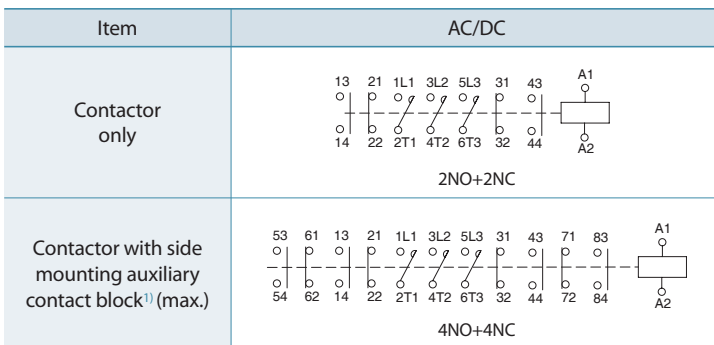 Item AC/DC
Contactor
only
13 21 1L1 3L2 5L3 31 43 A1
14 22 2T1 4T2 6T3 32 44 A2
2NO+2NC
Contactor with side
mounting auxiliary
contact block1) (max.)
53 61 13 21 1L1 3L2 5L3 31 43 71 83 A1
54 62 14 22 2T1 4T2 6T3 32 44 72 84 A2
4NO+4NC